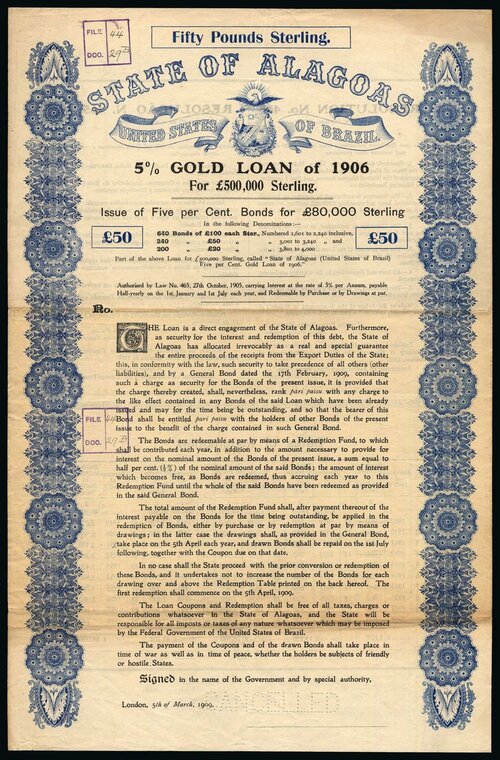 FILE 44
DOC. 29B
Fifty Pounds Sterling.
STATE OF ALAGOAS
UNITED STATES OF BRAZIL.
5% GOLD LOAN of 1906
For £500,000 Sterling.
Issue of Five per Cent. Bonds for £80,000 Sterling
In the following Denominations:—
£50
640 Bonds of £100 each Ster., Numbered 1,601 to 2,240 inclusive,
240 „ £50 „ „ 3,001 to 3,240 „ and
200 „ £20 „ „ 3,801 to 4,000
£50
Part of the above Loan for £500,000 Sterling, called "State of Alagoas (United States of Brazil)
Five per Cent. Gold Loan of 1906."
Authorised by Law No. 465, 27th October, 1905, carrying Interest at the rate of 5% per Annum, payable
Half-yearly on the 1st January and 1st July each year, and Redeemable by Purchase or by Drawings at par.
No.
THE Loan is a direct engagement of the State of Alagoas. Furthermore,
as security for the interest and redemption of this debt, the State of
Alagoas has allocated irrevocably as a real and special guarantee
the entire proceeds of the receipts from the Export Duties of the State;
this, in conformity with the law, such security to take precedence of all others (other
liabilities), and by a General Bond dated the 17th February, 1909, containing
such a charge as security for the Bonds of the present issue, it is provided that
the charge thereby created, shall, nevertheless, rank pari passu with any charge to
the like effect contained in any Bonds of the said Loan which have been already
issued and may for the time being outstanding, and so that the bearer of this
Bond shall be entitled pari passu with the holders of other Bonds of the present
issue to the benefit of the charge contained in such General Bond.
FILE 44
DOC. 29B
The Bonds are redeemable at par by means of a Redemption Fund, to which
shall be contributed each year, in addition to the amount necessary to provide for
interest on the nominal amount of the Bonds of the present issue, a sum equal to
half per cent. (½%) of the nominal amount of the said Bonds; the amount of interest
which becomes free, as Bonds are redeemed, thus accruing each year to this
Redemption Fund until the whole of the said Bonds have been redeemed as provided
in the said General Bond.
The total amount of the Redemption Fund shall, after payment thereout of the
interest payable on the Bonds for the time being outstanding, be applied in the
redemption of Bonds, either by purchase or by redemption at par by means of
drawings; in the latter case the drawings shall, as provided in the General Bond,
take place on the 5th April each year, and drawn Bonds shall be repaid on the 1st July
following, together with the Coupon due on that date.
In no case shall the State proceed with the prior conversion or redemption of
these Bonds, and it undertakes not to increase the number of the Bonds for each
drawing over and above the Redemption Table printed on the back hereof. The
first redemption shall commence on the 5th April, 1909.
The Loan Coupons and Redemption shall be free of all taxes, charges or
contributions whatsoever in the State of Alagoas, and the State will be
responsible for all imposts or taxes of any nature whatsoever which may be imposed
by the Federal Government of the United States of Brazil.
The payment of the Coupons and of the drawn Bonds shall take place in
time of war as well as in time of peace, whether the holders be subjects of friendly
or hostile States.
Signed in the name of the Government and by special authority,
CANCELLED
London, 5th of March, 1909.